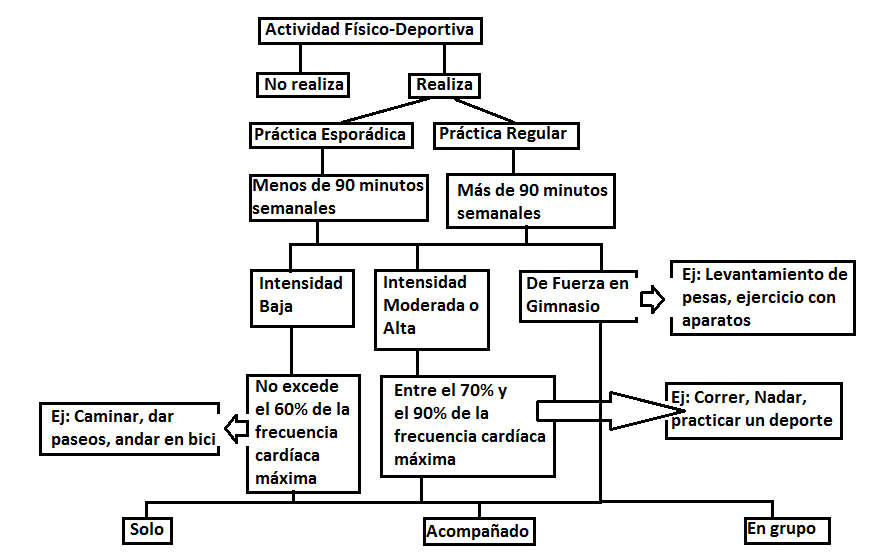 Actividad Físico-Deportiva
No realiza
Realiza
Práctica Esporádica
Práctica Regular
Menos de 90 minutos
semanales
Más de 90 minutos
semanales
Intensidad
Baja
Intensidad
Moderada o
Alta
De Fuerza en
Gimnasio
Ej: Levantamiento de
pesas, ejercicio con
aparatos
Ej: Caminar, dar
paseos, andar en bici
No excede
el 60% de la
frecuencia
cardíaca
máxima
Entre el 70% y
el 90% de la
frecuencia cardíaca
máxima
Ej: Correr, Nadar,
practicar un deporte
Solo
Acompañado
En grupo